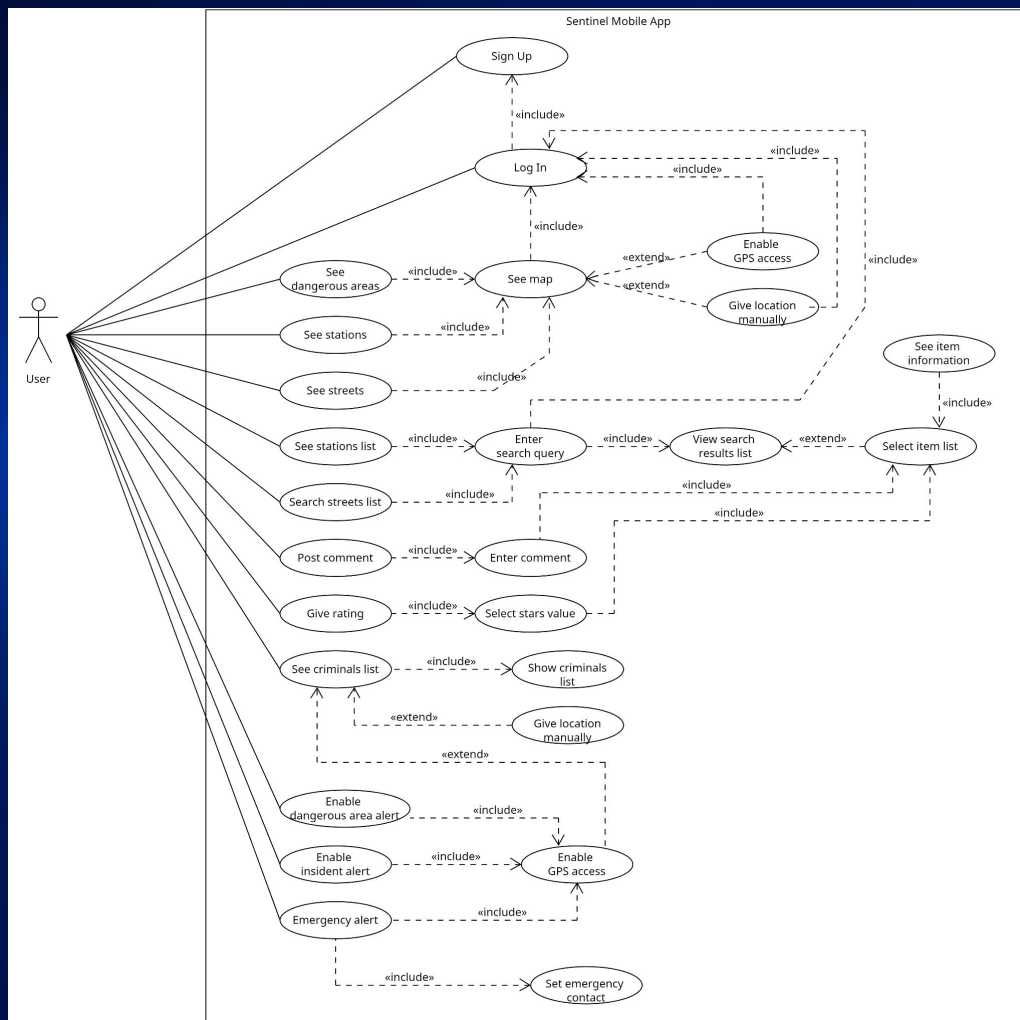 Sentinel Mobile App
Sign Up
«include»
«include»
Log In
«include»
«include»
Enable
GPS access
«include»
«extend»
«include»
See
dangerous areas
«include»
See map
«extend»
Give location
manually
See stations
«include»
See item
information
User
See streets
«include»
«include»
See stations list
«include»
Enter
search query
«include»
View search
results list
«extend»
Select item list
Search streets list
«include»
«include»
«include»
Post comment
«include»
Enter comment
Give rating
«include»
Select stars value
See criminals list
«include»
Show criminals
list
«extend»
Give location
manually
«extend»
Enable
dangerous area alert
«include»
Enable
insident alert
«include»
Enable
GPS access
Emergency alert
«include»
«include»
Set emergency
contact